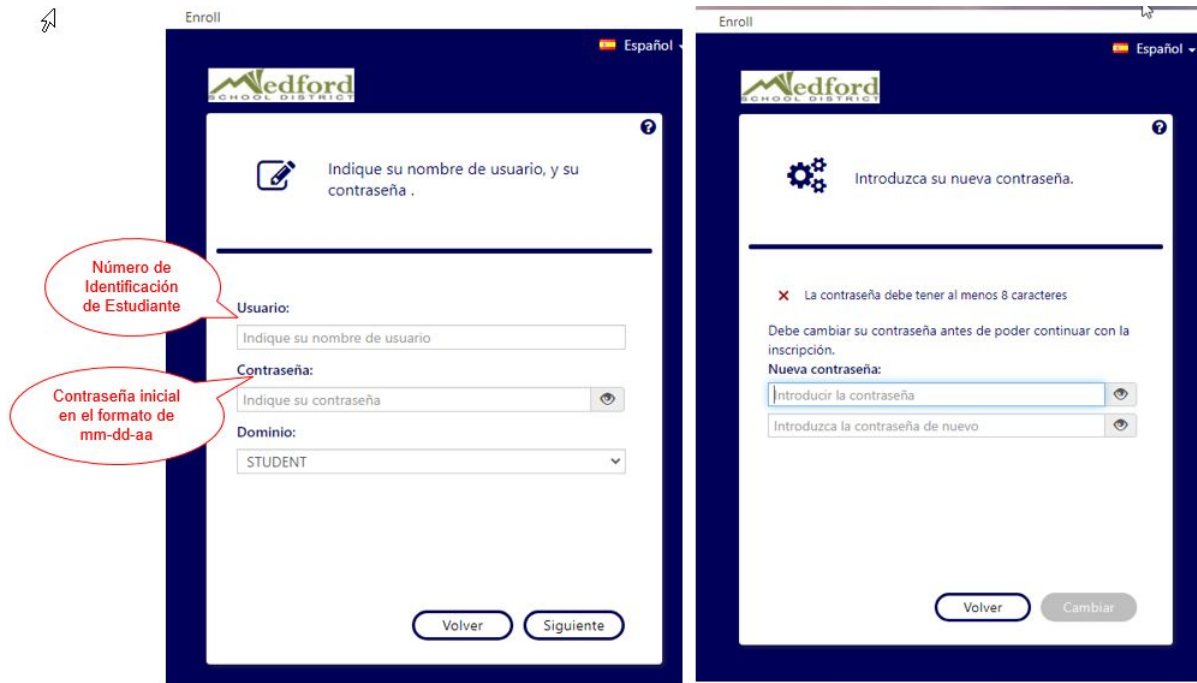 Enroll
Español
Medford
SCHOOL DISTRICT
Indique su nombre de usuario, y su
contraseña .
Número de
Identificación
de Estudiante
Usuario:
Indique su nombre de usuario
Contraseña:
Contraseña inicial
en el formato de
mm-dd-aa
Indique su contraseña
Dominio:
STUDENT
Volver
Siguiente
Enroll
Español
Medford
SCHOOL DISTRICT
Introduzca su nueva contraseña.
La contraseña debe tener al menos 8 caracteres
Debe cambiar su contraseña antes de poder continuar con la
inscripción.
Nueva contraseña:
Introducir la contraseña
Introduzca la contraseña de nuevo
Volver
Cambiar